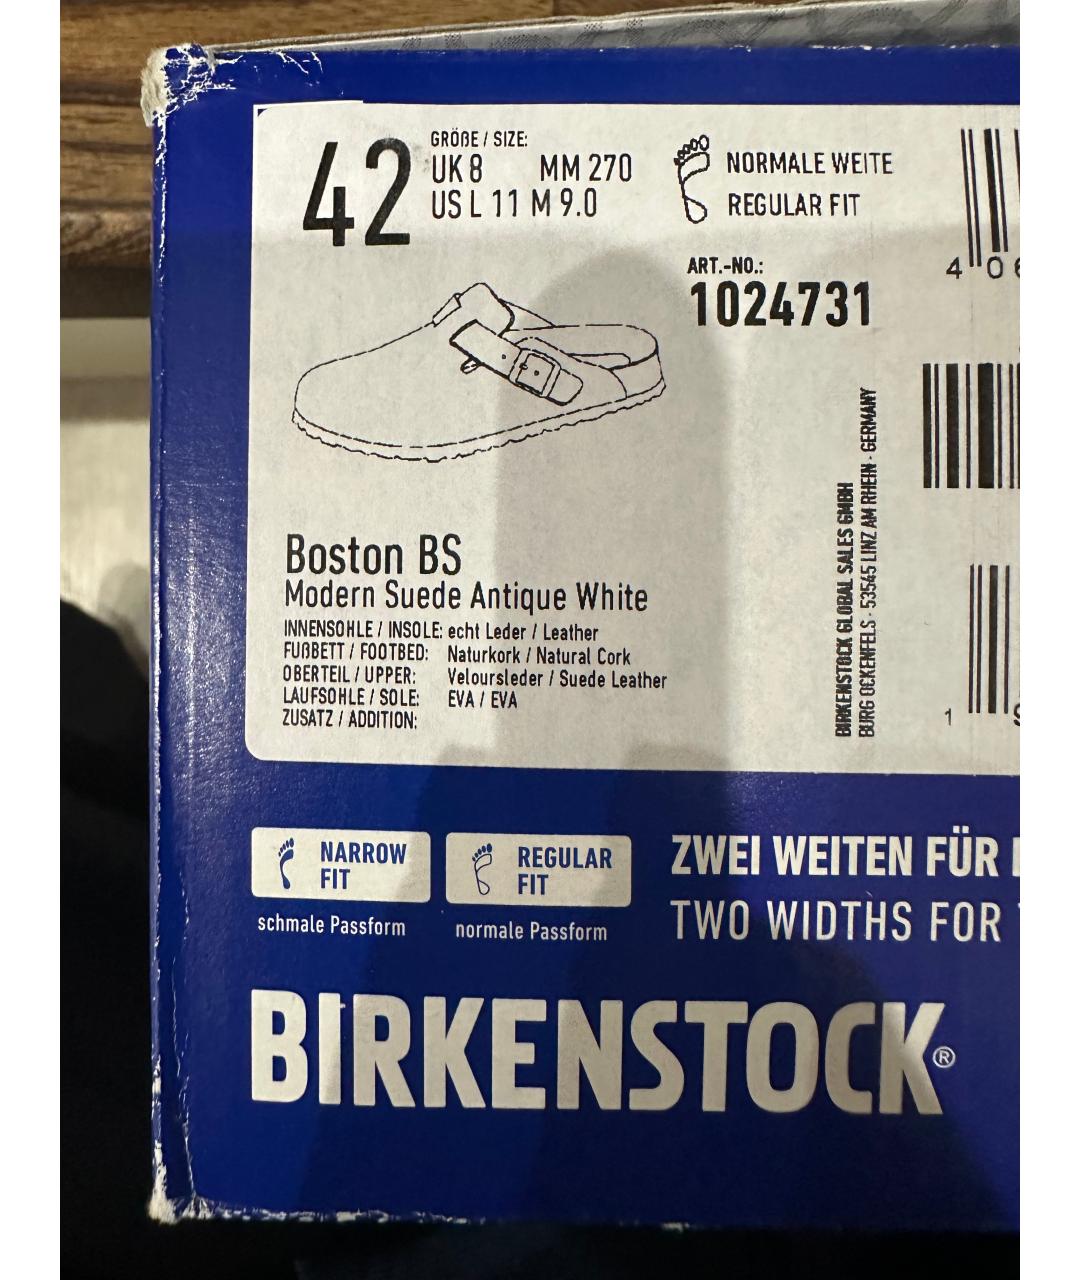 42
GRÖßE / SIZE:
UK 8 MM 270
US L 11 M 9.0
NORMALE WEITE
REGULAR FIT
ART.-NO.:
1024731
4 0
Boston BS
Modern Suede Antique White
INNENSOHLE / INSOLE: echt Leder / Leather
FUßBETT / FOOTBED: Naturkork / Natural Cork
OBERTEIL / UPPER: Veloursleder / Suede Leather
LAUFSOHLE / SOLE: EVA / EVA
ZUSATZ / ADDITION:
BIRKENSTOCK GLOBAL SALES GMBH
BURG OCKENFELS · 53545 LINZ AM RHEIN · GERMANY
1
NARROW
FIT
schmale Passform
REGULAR
FIT
normale Passform
ZWEI WEITEN FÜR
TWO WIDTHS FOR
BIRKENSTOCK®